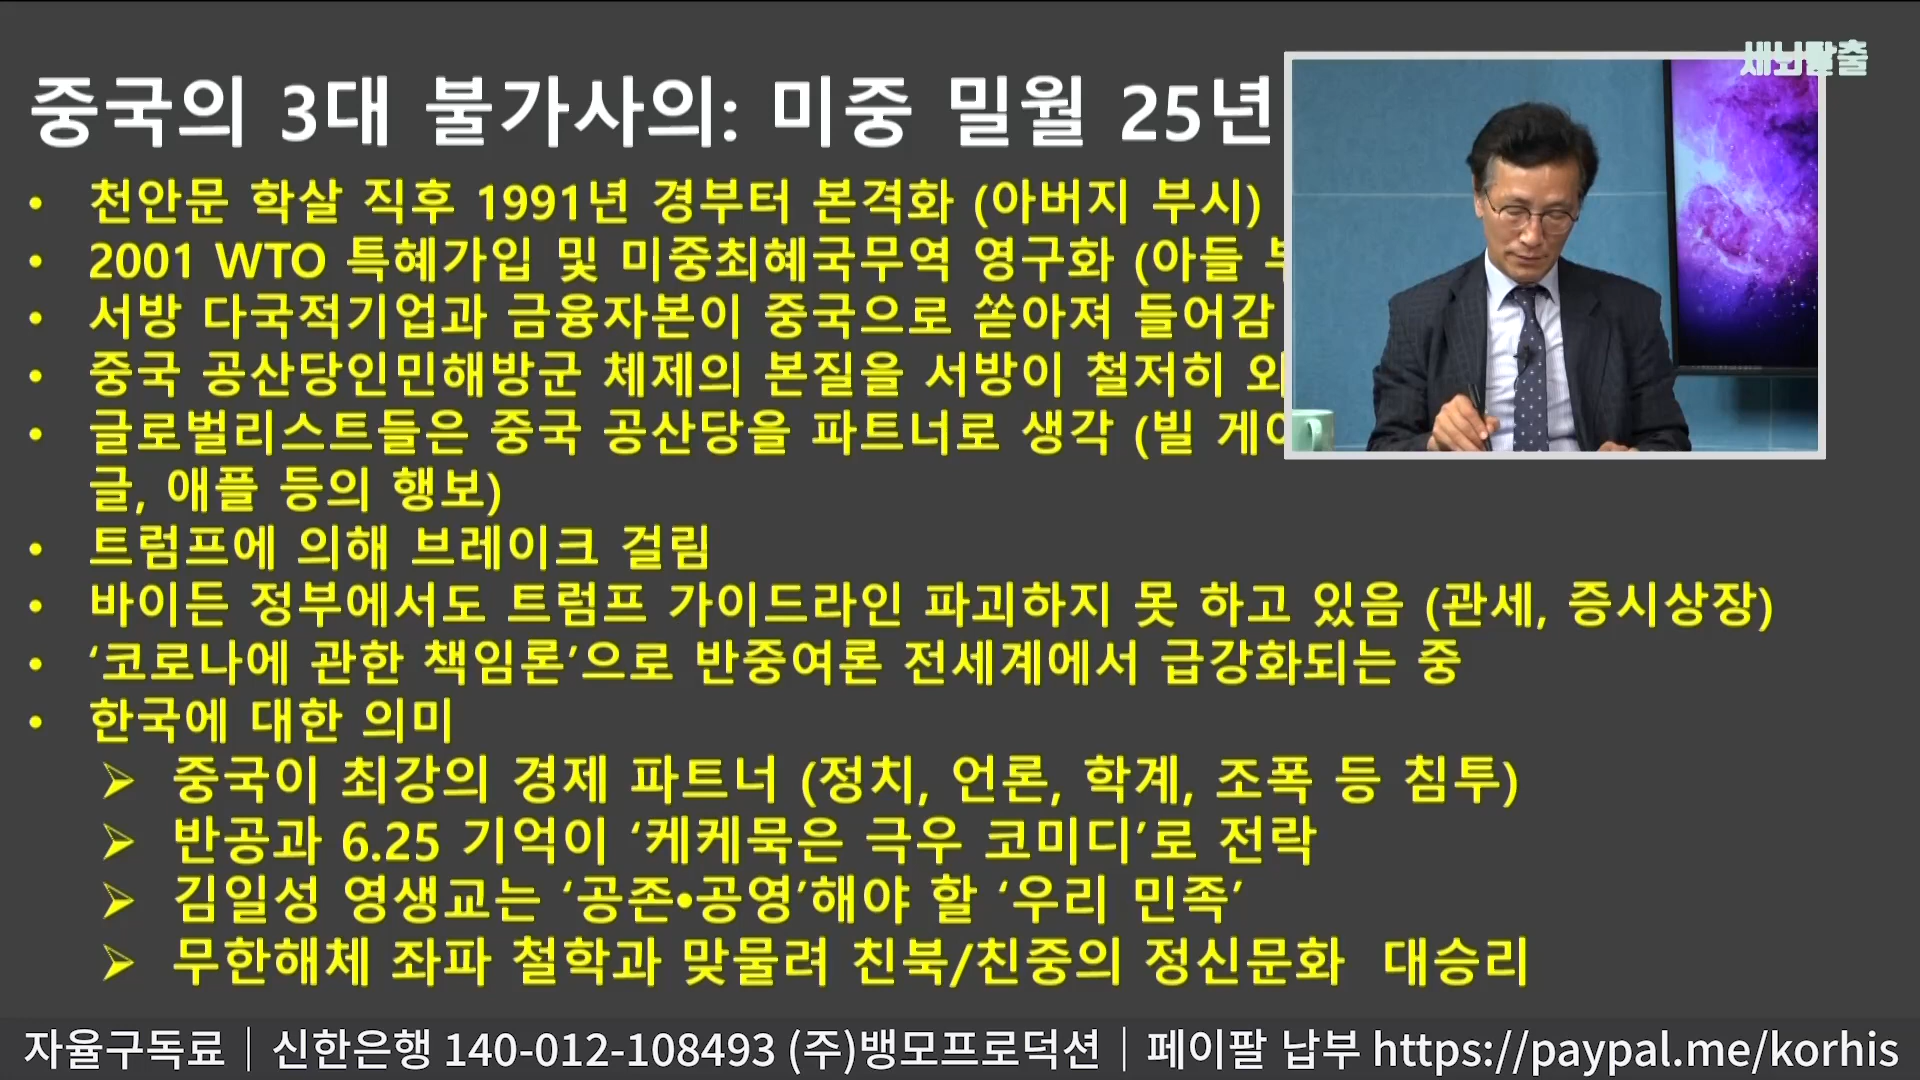 세뇌탈출
중국의 3대 불가사의: 미중 밀월 25년
• 천안문 학살 직후 1991년 경부터 본격화 (아버지 부시)
• 2001 WTO 특혜가입 및 미중최혜국무역 영구화 (아들
• 서방 다국적기업과 금융자본이 중국으로 쏟아져 들어감
• 중국 공산당인민해방군 체제의 본질을 서방이 철저히
• 글로벌리스트들은 중국 공산당을 파트너로 생각 (빌
글, 애플 등의 행보)
• 트럼프에 의해 브레이크 걸림
• 바이든 정부에서도 트럼프 가이드라인 파괴하지 못 하고 있음 (관세, 증시상장)
• ‘코로나에 관한 책임론’으로 반중여론 전세계에서 급강화되는 중
• 한국에 대한 의미
➢ 중국이 최강의 경제 파트너 (정치, 언론, 학계, 조폭 등 침투)
➢ 반공과 6.25 기억이 ‘케케묵은 극우 코미디’로 전락
➢ 김일성 영생교는 ‘공존•공영’해야 할 ‘우리 민족’
➢ 무한해체 좌파 철학과 맞물려 친북/친중의 정신문화 대승리
자율구독료│신한은행 140-012-108493 (주)뱅모프로덕션│페이팔 납부 https://paypal.me/korhis